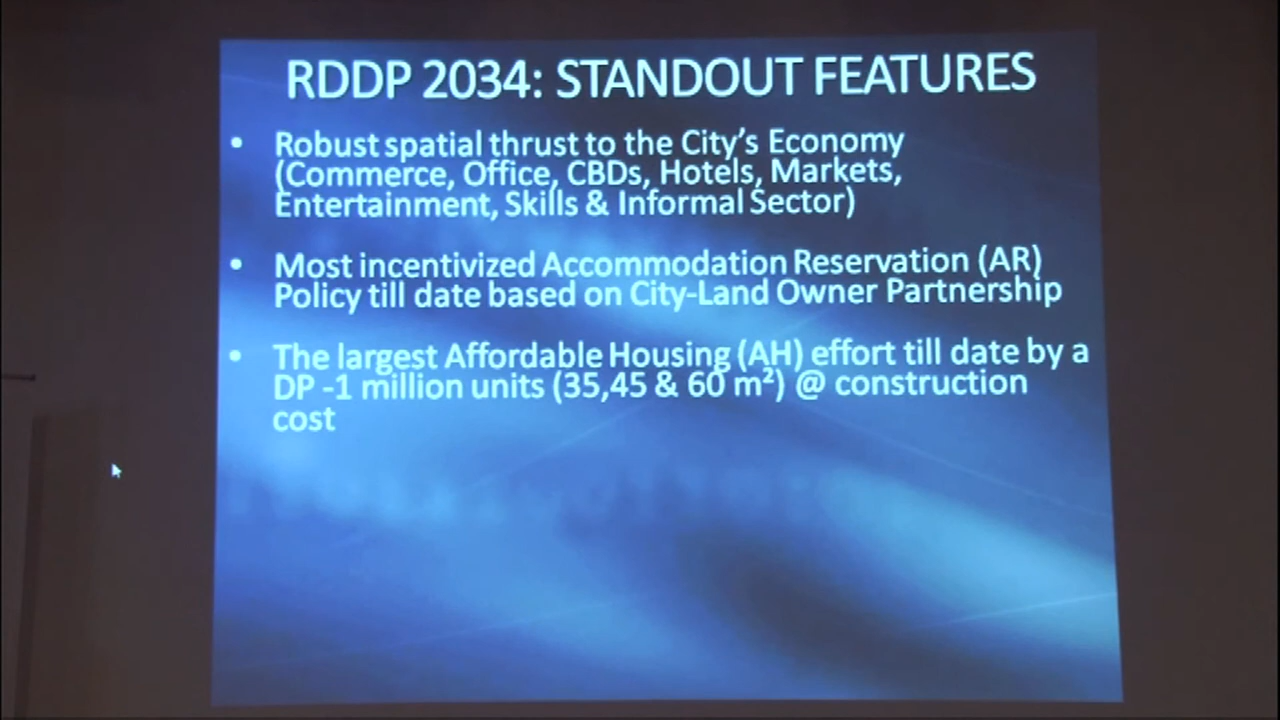 RDDP 2034: STANDOUT FEATURES
• Robust spatial thrust to the City's Economy
(Commerce, Office, CBDs, Hotels, Markets,
Entertainment, Skills & Informal Sector)
• Most incentivized Accommodation Reservation (AR)
Policy till date based on City-Land Owner Partnership
• The largest Affordable Housing (AH) effort till date by a
DP -1 million units (35,45 & 60 m²) @ construction
cost